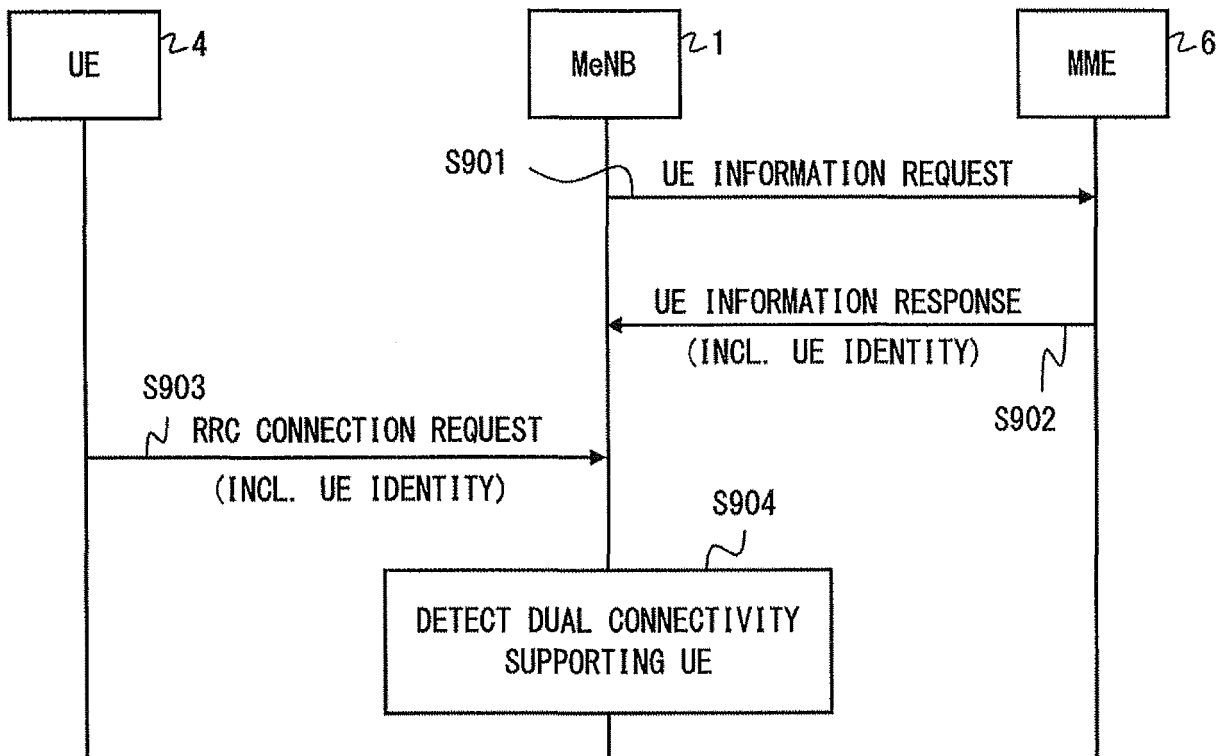 UE
4
MeNB
1
MME
6
S901
UE INFORMATION REQUEST
UE INFORMATION RESPONSE
(INCL. UE IDENTITY)
S902
S903
RRC CONNECTION REQUEST
(INCL. UE IDENTITY)
S904
DETECT DUAL CONNECTIVITY
SUPPORTING UE